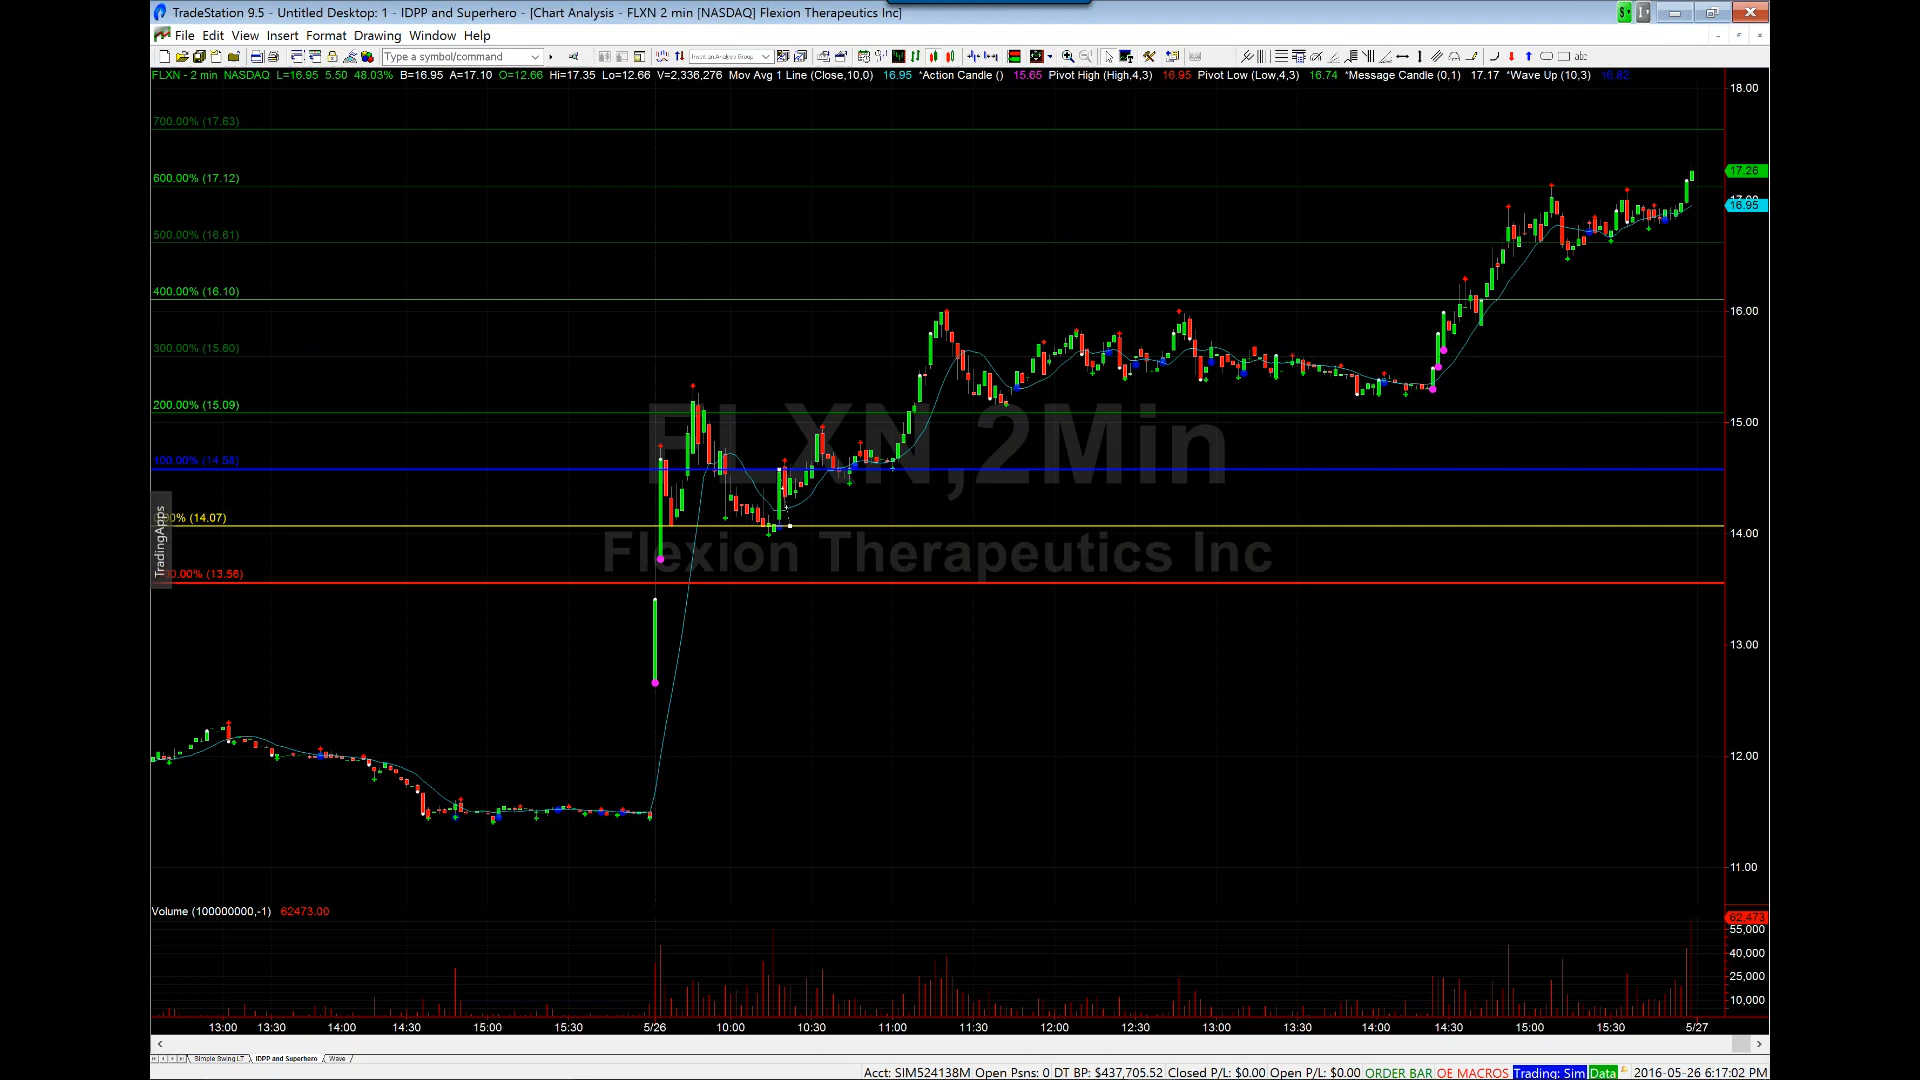 TradeStation 9.5 - Untitled Desktop: 1 - IDPP and Superhero - [Chart Analysis - FLXN 2 min [NASDAQ] Flexion Therapeutics Inc]
File Edit View Insert Format Drawing Window Help
Type a symbol/command
Insert an Analysis Group
FLXN - 2 min NASDAQ L=16.95 5.50 48.03% B=16.95 A=17.10 O=12.66 Hi=17.35 Lo=12.66 V=2,336,276 Mov Avg 1 Line (Close,10,0) 16.95 *Action Candle () 15.65 Pivot High (High,4,3) 16.95 Pivot Low (Low,4,3) 16.74 *Message Candle (0,1) 17.17 *Wave Up (10,3) 16.82
18.00
700.00% (17.63)
600.00% (17.12)
17.26
17.00
16.95
500.00% (16.61)
400.00% (16.10)
16.00
300.00% (15.60)
200.00% (15.09)
15.00
100.00% (14.58)
FLXN,2Min
(14.07)
14.00
Flexion Therapeutics Inc
TradingApps
(13.56)
13.00
12.00
11.00
Volume (100000000,-1) 62473.00
62,473
55,000
40,000
25,000
10,000
13:00 13:30 14:00 14:30 15:00 15:30 5/26 10:00 10:30 11:00 11:30 12:00 12:30 13:00 13:30 14:00 14:30 15:00 15:30 5/27
Simple Swing LT IDPP and Superhero Wave
Acct: SIM524138M Open Psns: 0 DT BP: $437,705.52 Closed P/L: $0.00 Open P/L: $0.00 ORDER BAR OE MACROS Trading: Sim Data 2016-05-26 6:17:02 PM